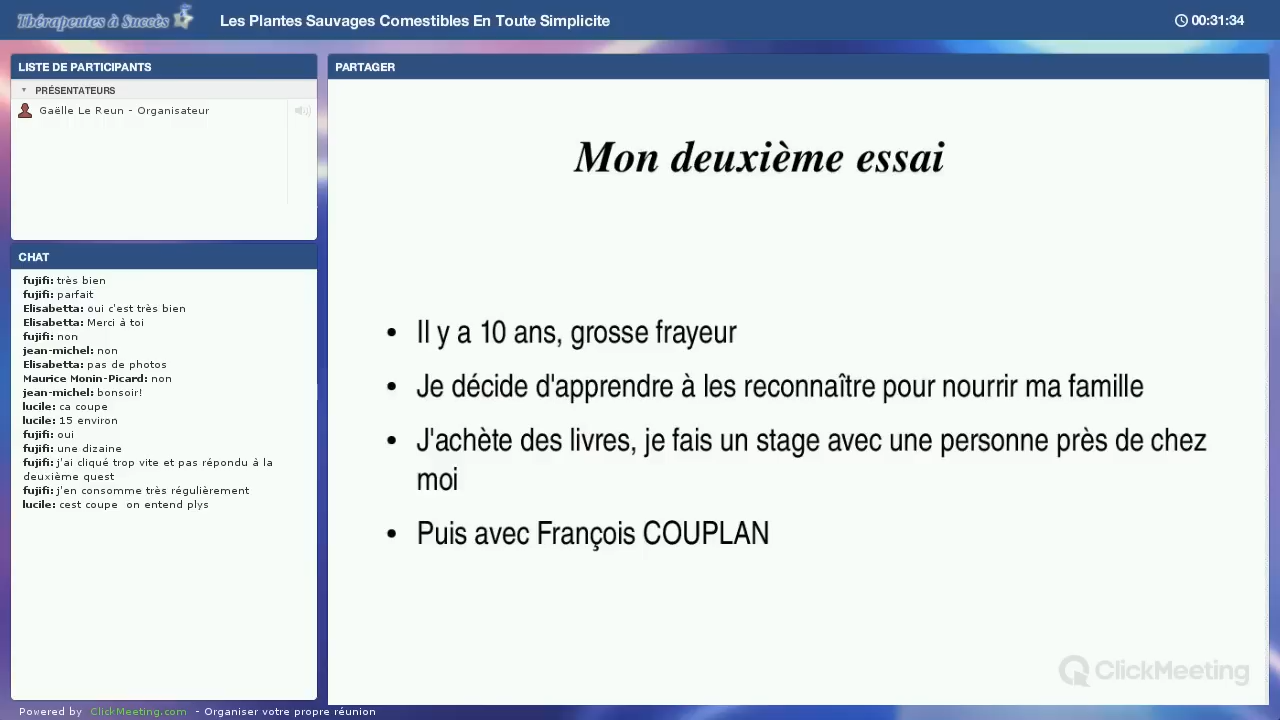 Thérapeutes à Succès
Les Plantes Sauvages Comestibles En Toute Simplicite
00:31:34
LISTE DE PARTICIPANTS
PRÉSENTATEURS
Gaëlle Le Reun - Organisateur
CHAT
fujifi: très bien
fujifi: parfait
Elisabetta: oui c'est très bien
Elisabetta: Merci à toi
fujifi: non
jean-michel: non
Elisabetta: pas de photos
Maurice Monin-Picard: non
jean-michel: bonsoir!
lucile: ca coupe
lucile: 15 environ
fujifi: oui
fujifi: une dizaine
fujifi: j'ai cliqué trop vite et pas répondu à la
deuxième quest
fujifi: j'en consomme très régulièrement
lucile: cest coupe on entend plys
PARTAGER
Mon deuxième essai
• Il y a 10 ans, grosse frayeur
• Je décide d'apprendre à les reconnaître pour nourrir ma famille
• J'achète des livres, je fais un stage avec une personne près de chez
moi
• Puis avec François COUPLAN
ClickMeeting
Powered by ClickMeeting.com - Organiser votre propre réunion